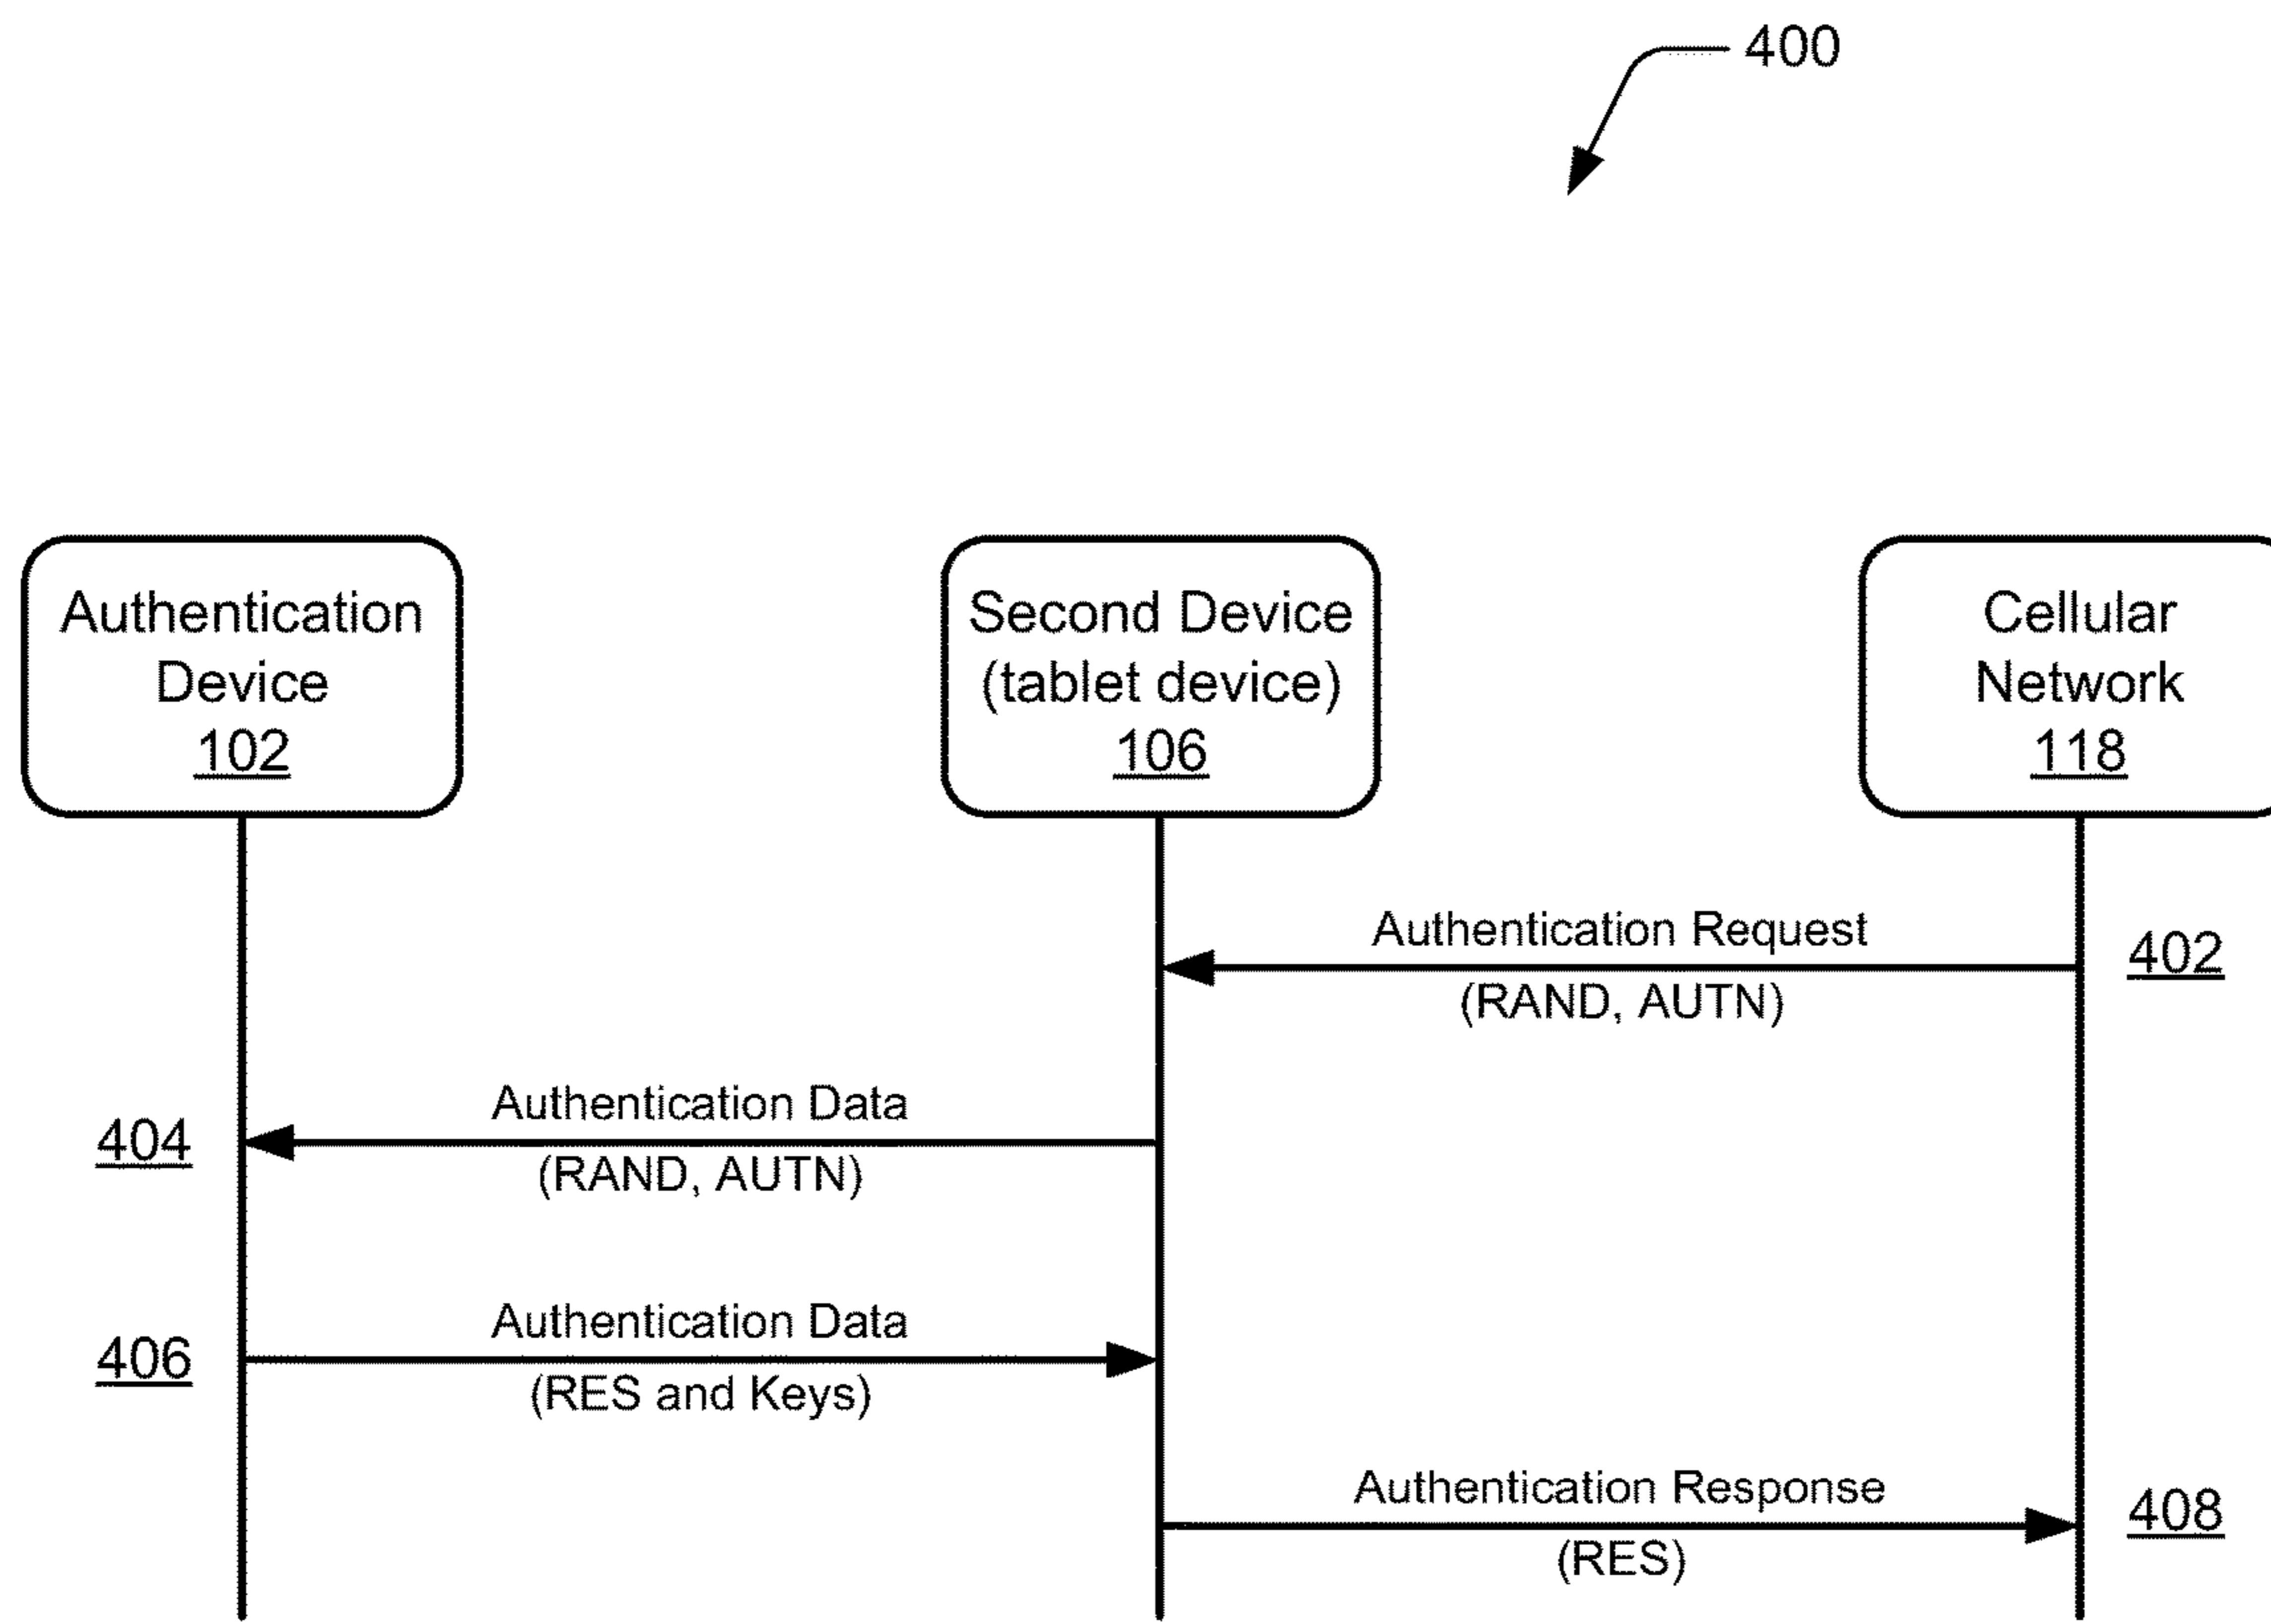 400
Authentication
Device
102
Second Device
(tablet device)
106
Cellular
Network
118
Authentication Request
(RAND, AUTN)
402
404
Authentication Data
(RAND, AUTN)
406
Authentication Data
(RES and Keys)
Authentication Response
(RES)
408